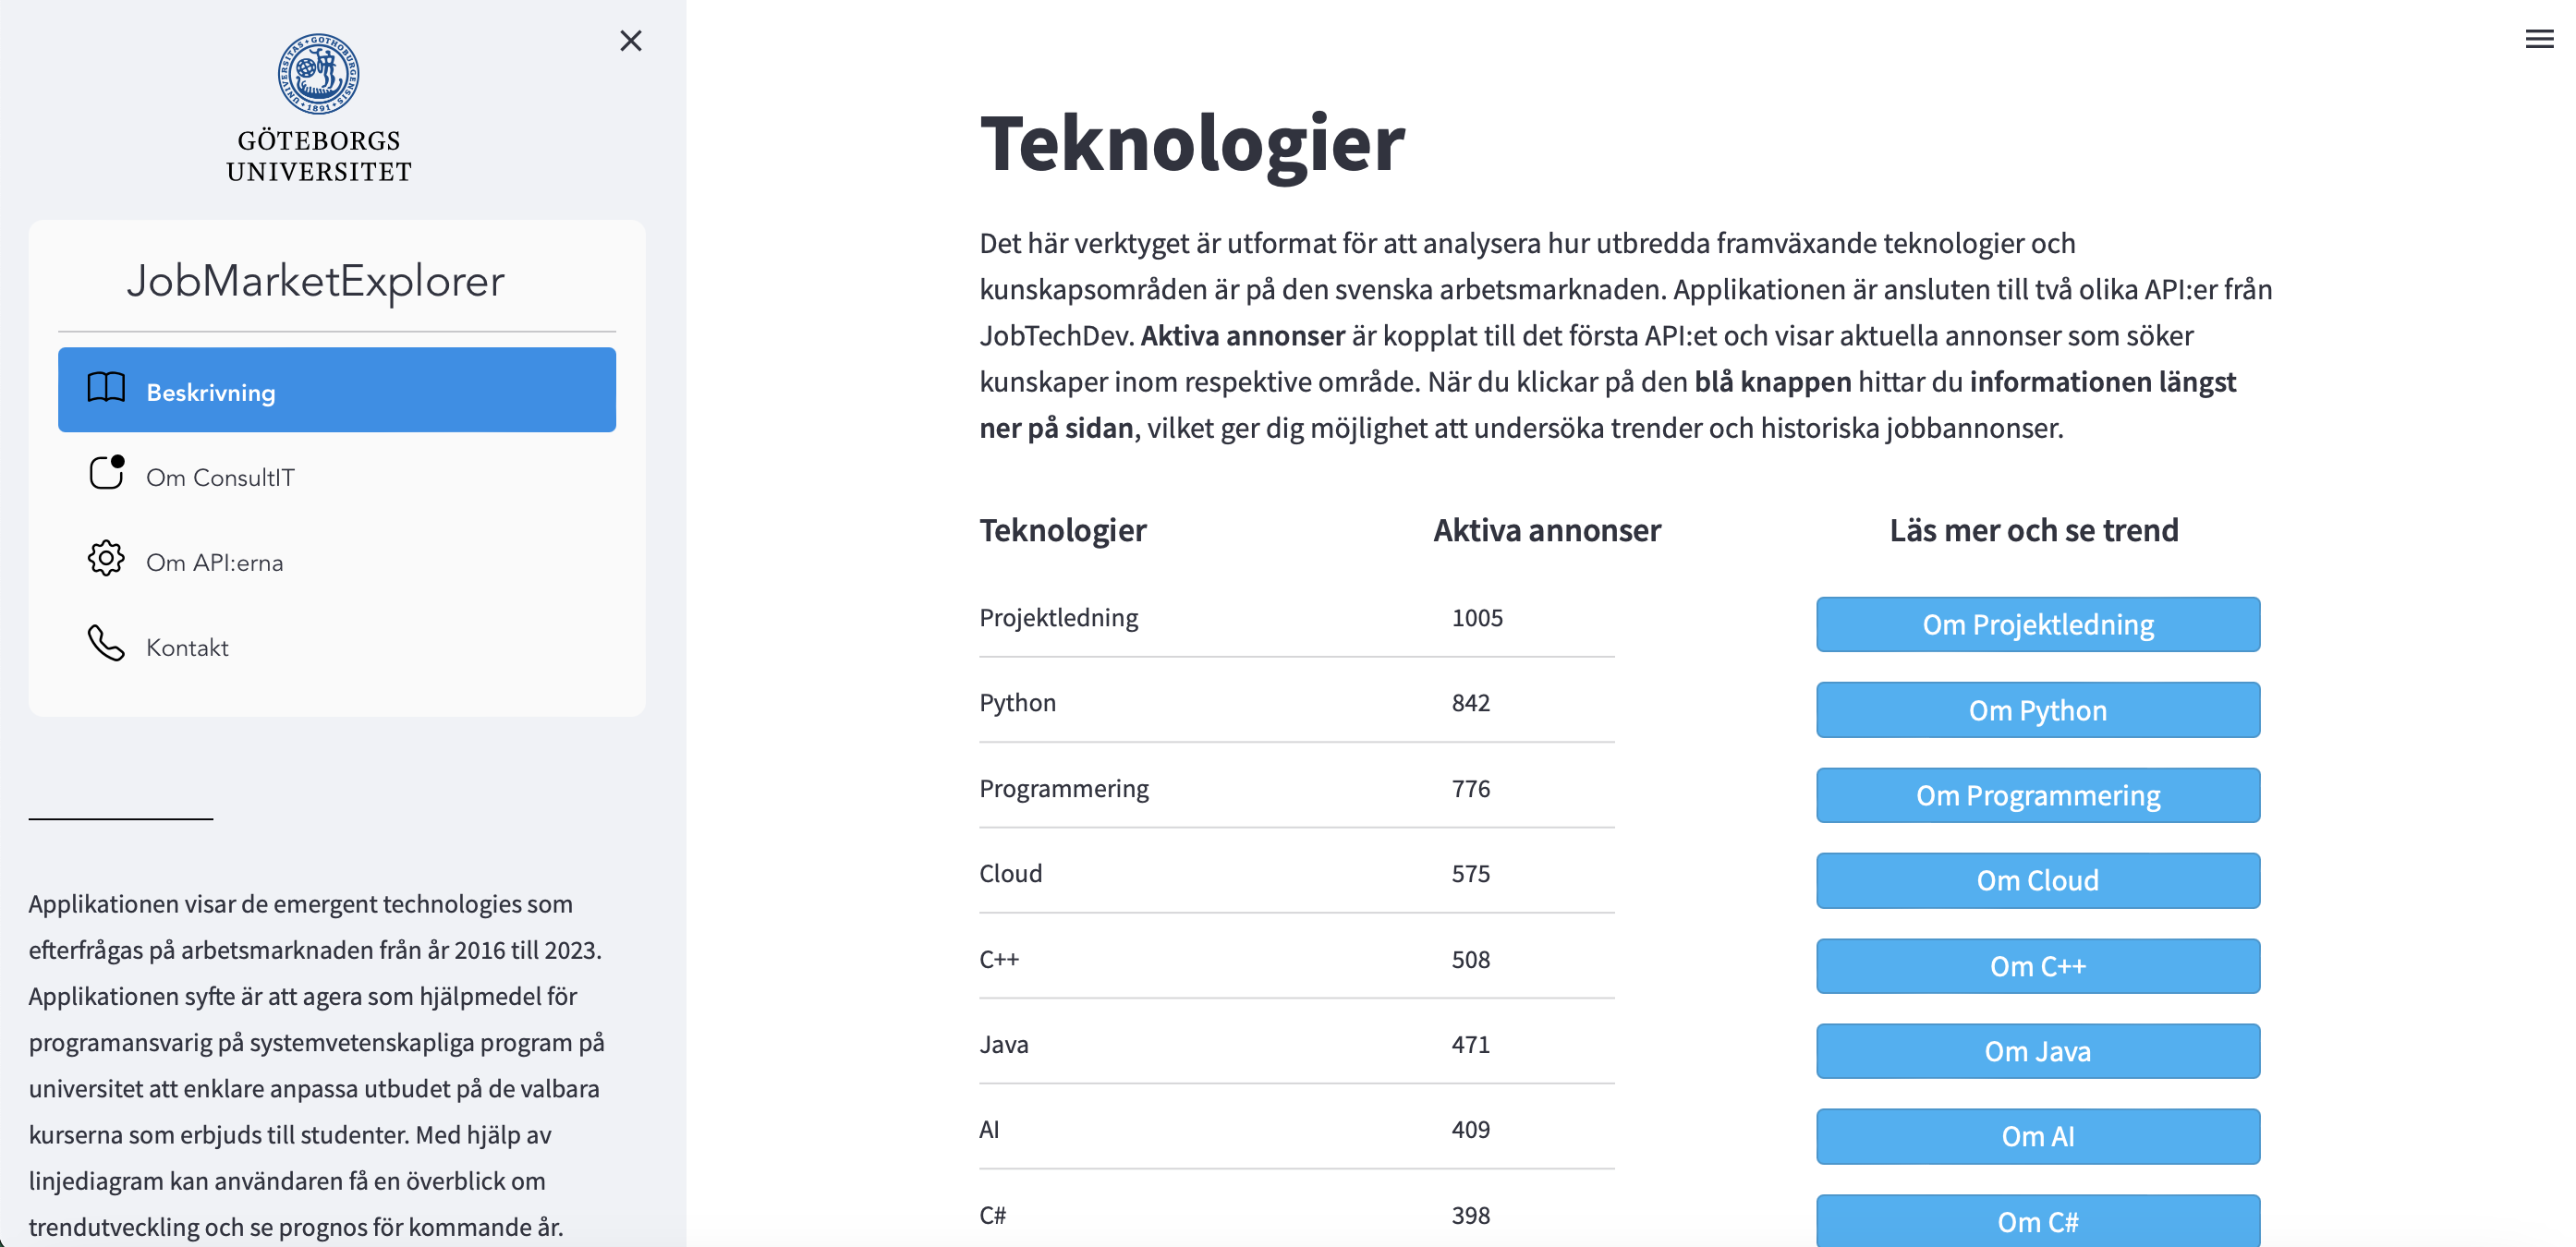 UNIVERSITAS • GOTHOBURGENSIS • 1891 •
GÖTEBORGS
UNIVERSITET
JobMarketExplorer
Beskrivning
Om ConsultIT
Om API:erna
Kontakt
Applikationen visar de emergent technologies som
efterfrågas på arbetsmarknaden från år 2016 till 2023.
Applikationen syfte är att agera som hjälpmedel för
programansvarig på systemvetenskapliga program på
universitet att enklare anpassa utbudet på de valbara
kurserna som erbjuds till studenter. Med hjälp av
linjediagram kan användaren få en överblick om
trendutveckling och se prognos för kommande år.
Teknologier
Det här verktyget är utformat för att analysera hur utbredda framväxande teknologier och
kunskapsområden är på den svenska arbetsmarknaden. Applikationen är ansluten till två olika API:er från
JobTechDev. Aktiva annonser är kopplat till det första API:et och visar aktuella annonser som söker
kunskaper inom respektive område. När du klickar på den blå knappen hittar du informationen längst
ner på sidan, vilket ger dig möjlighet att undersöka trender och historiska jobbannonser.
Teknologier Aktiva annonser Läs mer och se trend
Projektledning 1005 Om Projektledning
Python 842 Om Python
Programmering 776 Om Programmering
Cloud 575 Om Cloud
C++ 508 Om C++
Java 471 Om Java
AI 409 Om AI
C# 398 Om C#